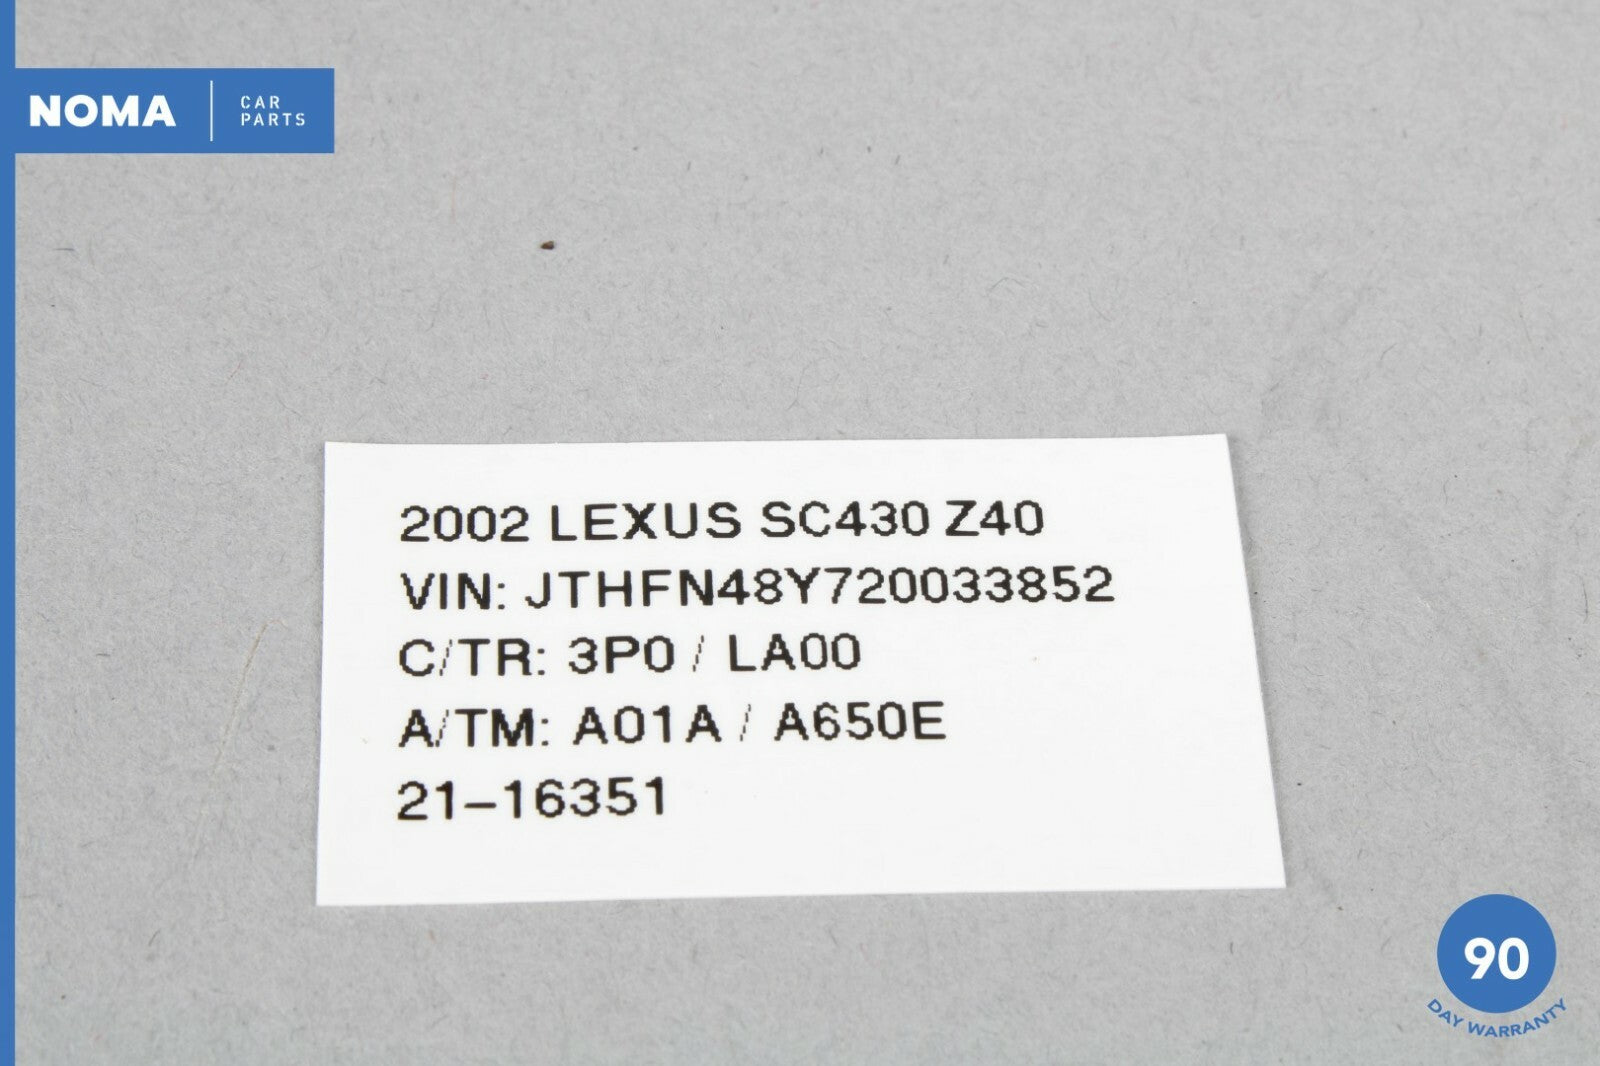 NOMA
CAR
PARTS
2002 LEXUS SC430 Z40
VIN: JTHFN48Y720033852
C/TR: 3P0 / LA00
A/TM: A01A / A650E
21-16351
90
DAY WARRANTY